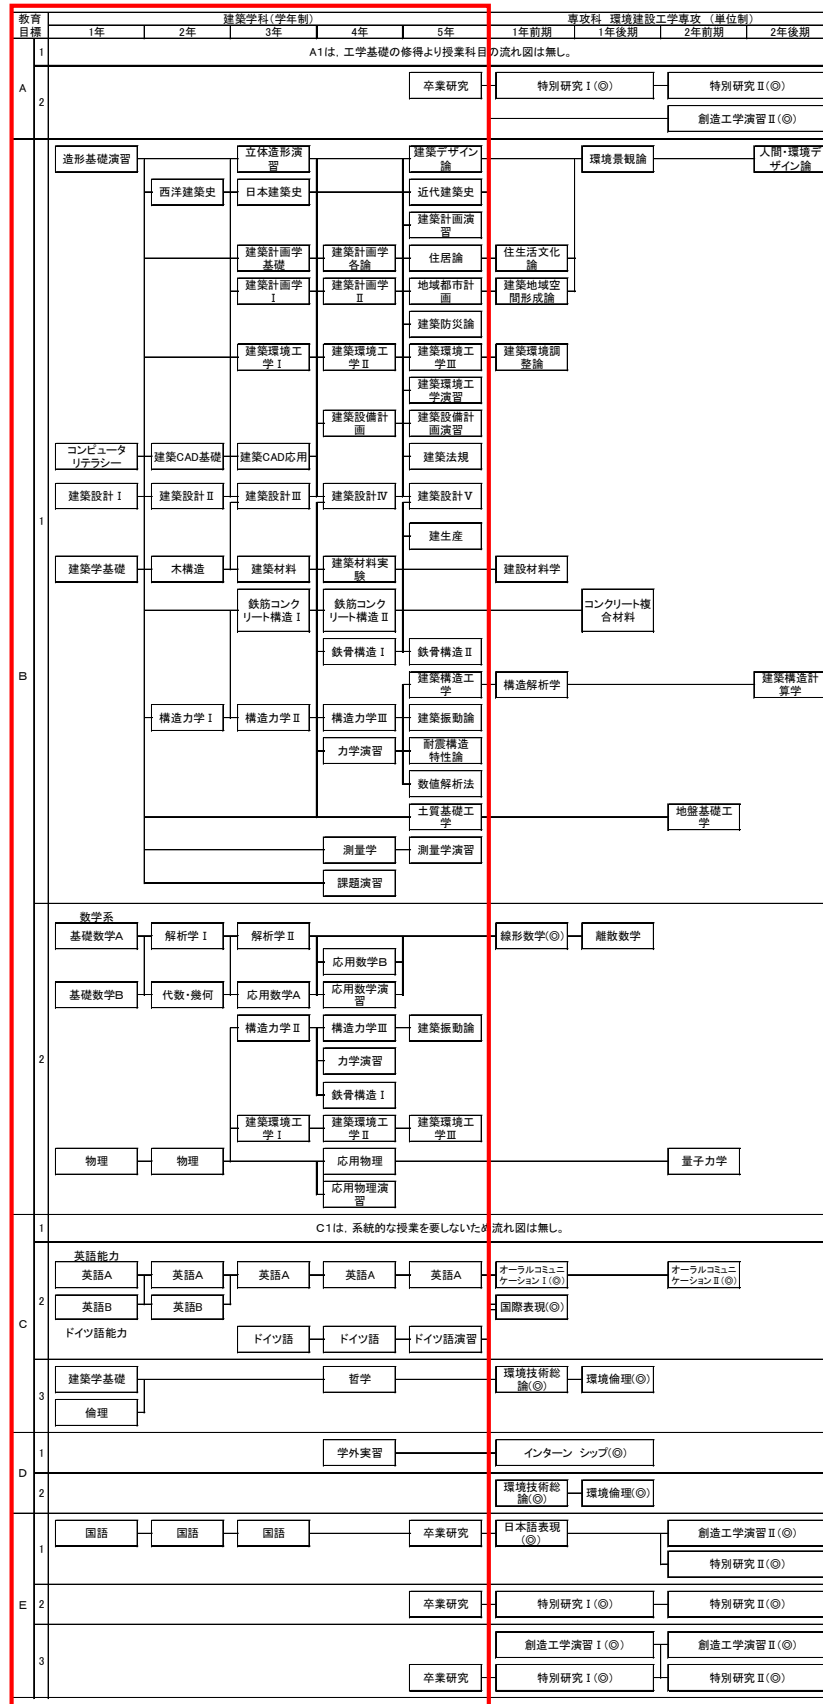 教育
目標
建築学科(学年制)
専攻科 環境建設工学専攻 (単位制)
1年 2年 3年 4年 5年 1年前期 1年後期 2年前期 2年後期
A
1
A1は，工学基礎の修得より授業科目の流れ図は無し。
2
卒業研究 特別研究Ⅰ(◎) 特別研究Ⅱ(◎)
創造工学演習Ⅱ(◎)
B
1
造形基礎演習 立体造形演
習 建築デザイン
論 環境景観論 人間・環境デ
ザイン論
西洋建築史 日本建築史 近代建築史
建築計画演
習
建築計画学
基礎 建築計画学
各論 住居論 住生活文化
論
建築計画学
Ⅰ 建築計画学
Ⅱ 地域都市計
画 建築地域空
間形成論
建築防災論
建築環境工
学Ⅰ 建築環境工
学Ⅱ 建築環境工
学Ⅲ 建築環境調
整論
建築環境工
学演習
建築設備計
画 建築設備計
画演習
コンピュータ
リテラシー 建築CAD基礎 建築CAD応用 建築法規
建築設計Ⅰ 建築設計Ⅱ 建築設計Ⅲ 建築設計Ⅳ 建築設計Ⅴ
建生産
建築学基礎 木構造 建築材料 建築材料実
験 建設材料学
鉄筋コンク
リート構造Ⅰ 鉄筋コンク
リート構造Ⅱ コンクリート複
合材料
鉄骨構造Ⅰ 鉄骨構造Ⅱ
建築構造工
学 構造解析学 建築構造計
算学
構造力学Ⅰ 構造力学Ⅱ 構造力学Ⅲ 建築振動論
力学演習 耐震構造
特性論
数値解析法
土質基礎工
学 地盤基礎工
学
測量学 測量学演習
課題演習
2
数学系
基礎数学A 解析学Ⅰ 解析学Ⅱ 線形数学(◎) 離散数学
応用数学B
基礎数学B 代数・幾何 応用数学A 応用数学演
習
構造力学Ⅱ 構造力学Ⅲ 建築振動論
力学演習
鉄骨構造Ⅰ
建築環境工
学Ⅰ 建築環境工
学Ⅱ 建築環境工
学Ⅲ
物理 物理 応用物理 量子力学
応用物理演
習
C
1
C1は，系統的な授業を要しないため流れ図は無し。
2
英語能力
英語A 英語A 英語A 英語A 英語A オーラルコミュニ
ケーションⅠ(◎) オーラルコミュニ
ケーションⅡ(◎)
英語B 英語B 国際表現(◎)
ドイツ語能力
ドイツ語 ドイツ語 ドイツ語演習
3
建築学基礎 哲学 環境技術総
論(◎) 環境倫理(◎)
倫理
D
1
学外実習 インターン シップ(◎)
2
環境技術総
論(◎) 環境倫理(◎)
E
1
国語 国語 国語 卒業研究 日本語表現
(◎) 創造工学演習Ⅱ(◎)
特別研究Ⅱ(◎)
2
卒業研究 特別研究Ⅰ(◎) 特別研究Ⅱ(◎)
3
創造工学演習Ⅰ(◎) 創造工学演習Ⅱ(◎)
卒業研究 特別研究Ⅰ(◎) 特別研究Ⅱ(◎)